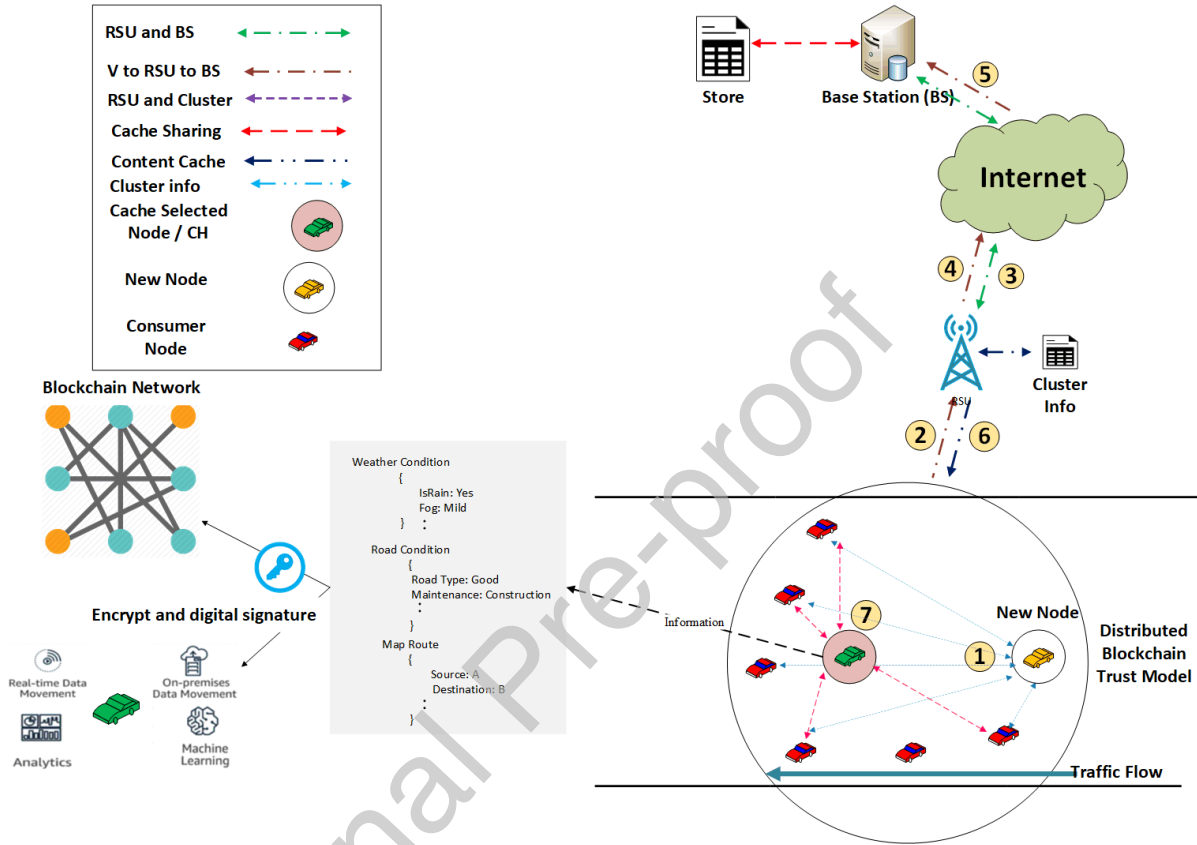 RSU and BS
V to RSU to BS
RSU and Cluster
Cache Sharing
Content Cache
Cluster info
Cache Selected
Node / CH
New Node
Consumer
Node
Store
Base Station (BS)
5
Internet
4
3
Cluster
Info
RSU
2
6
Blockchain Network
Encrypt and digital signature
Real-time Data
Movement
On-premises
Data Movement
Analytics
Machine
Learning
Weather Condition
{
IsRain: Yes
Fog: Mild
} :
Road Condition
{
Road Type: Good
Maintenance: Construction
:
}
Map Route
{
Source: A
Destination: B
:
}
Information
7
1
New Node
Distributed
Blockchain
Trust Model
Traffic Flow
nal Pre-proof